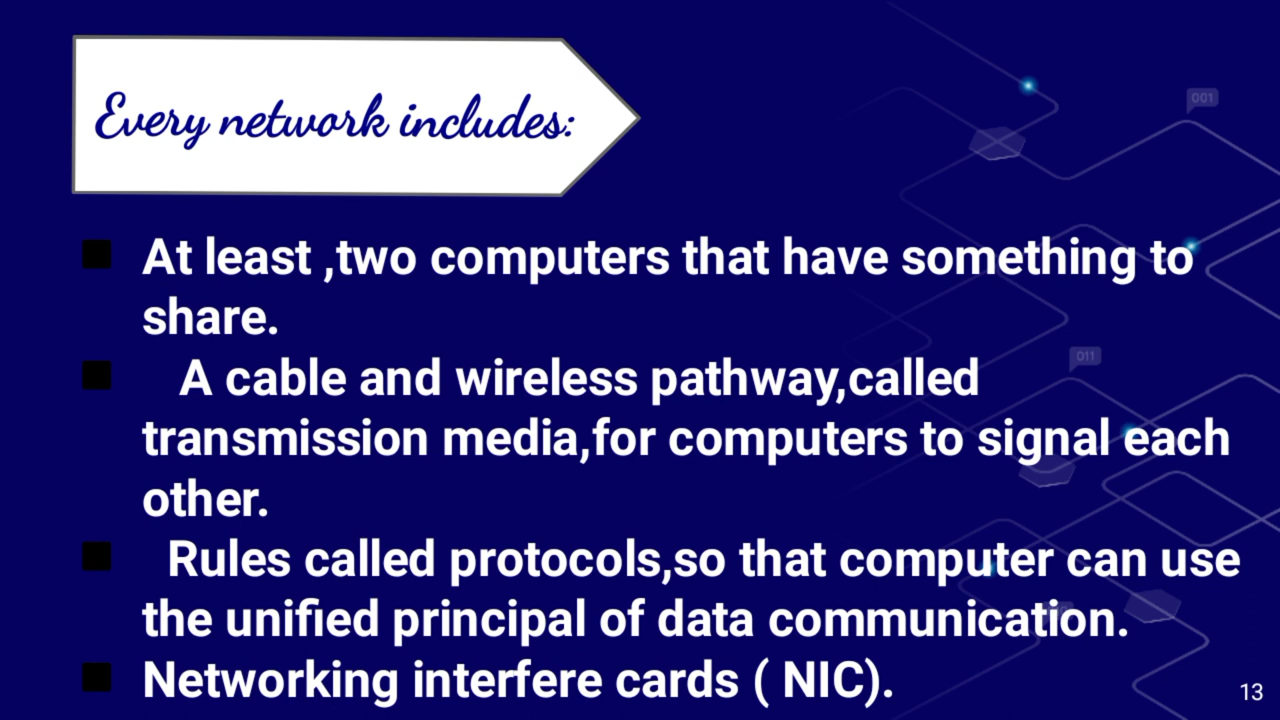 Every network includes:
001
At least ,two computers that have something to
share.
A cable and wireless pathway,called
011
transmission media,for computers to signal each
other.
Rules called protocols,so that computer can use
the unified principal of data communication.
Networking interfere cards ( NIC).
13